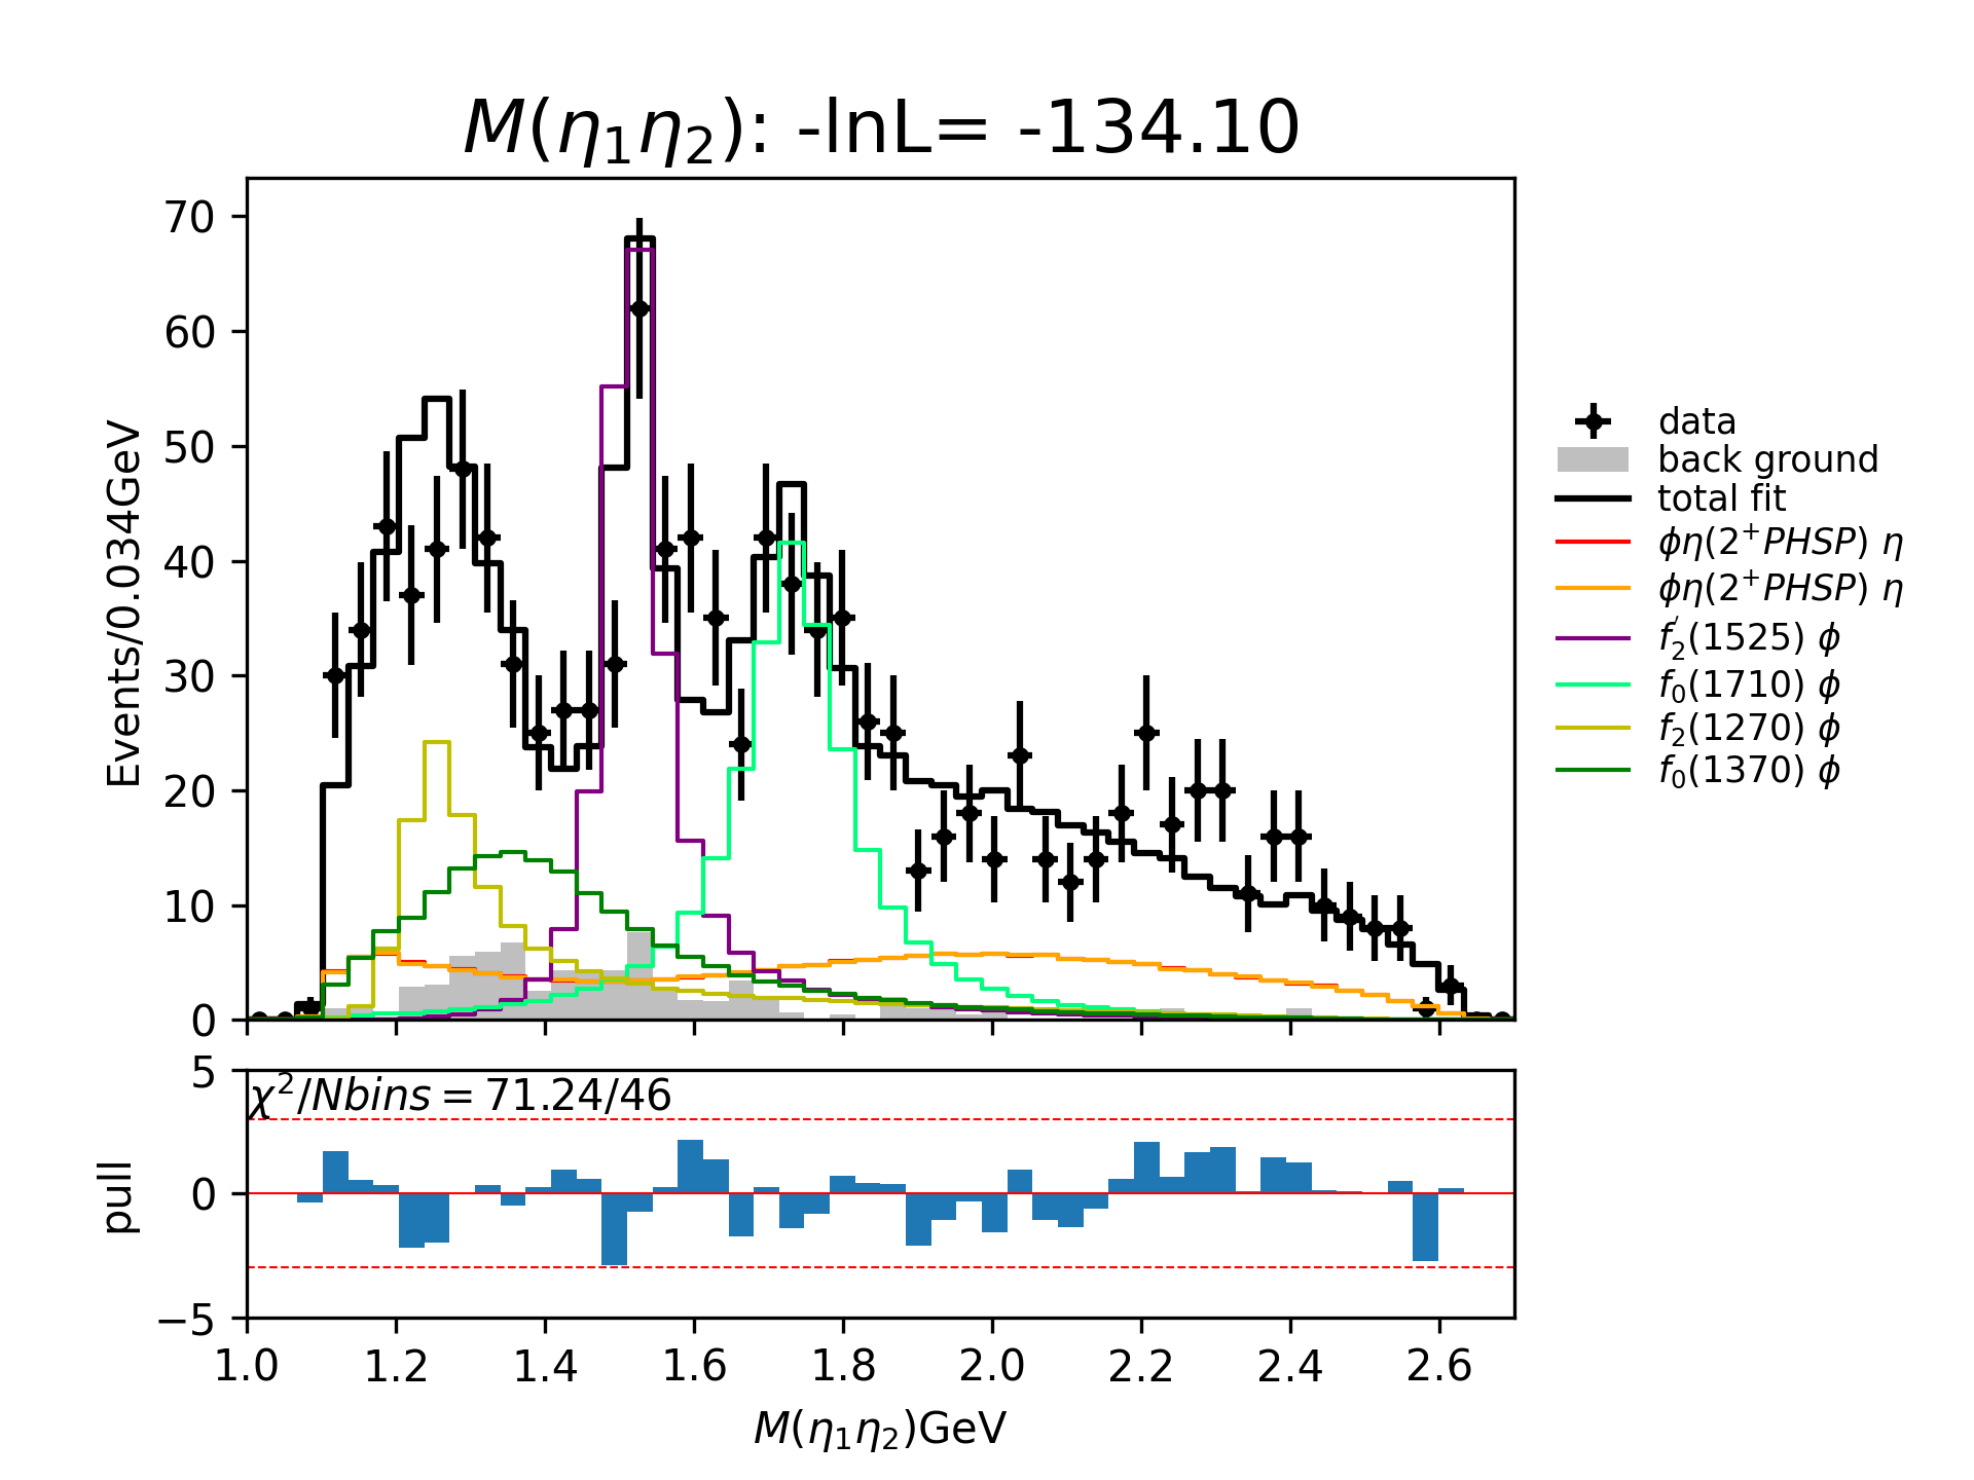 M(η₁η₂): -lnL= -134.10
70
60
50
40
30
20
10
0
Events/0.034GeV
data
back ground
total fit
ϕη(2⁺PHSP) η
ϕη(2⁺PHSP) η
f₂′(1525) ϕ
f₀(1710) ϕ
f₂(1270) ϕ
f₀(1370) ϕ
χ²/Nbins = 71.24/46
5
0
−5
pull
1.0 1.2 1.4 1.6 1.8 2.0 2.2 2.4 2.6
M(η₁η₂)GeV